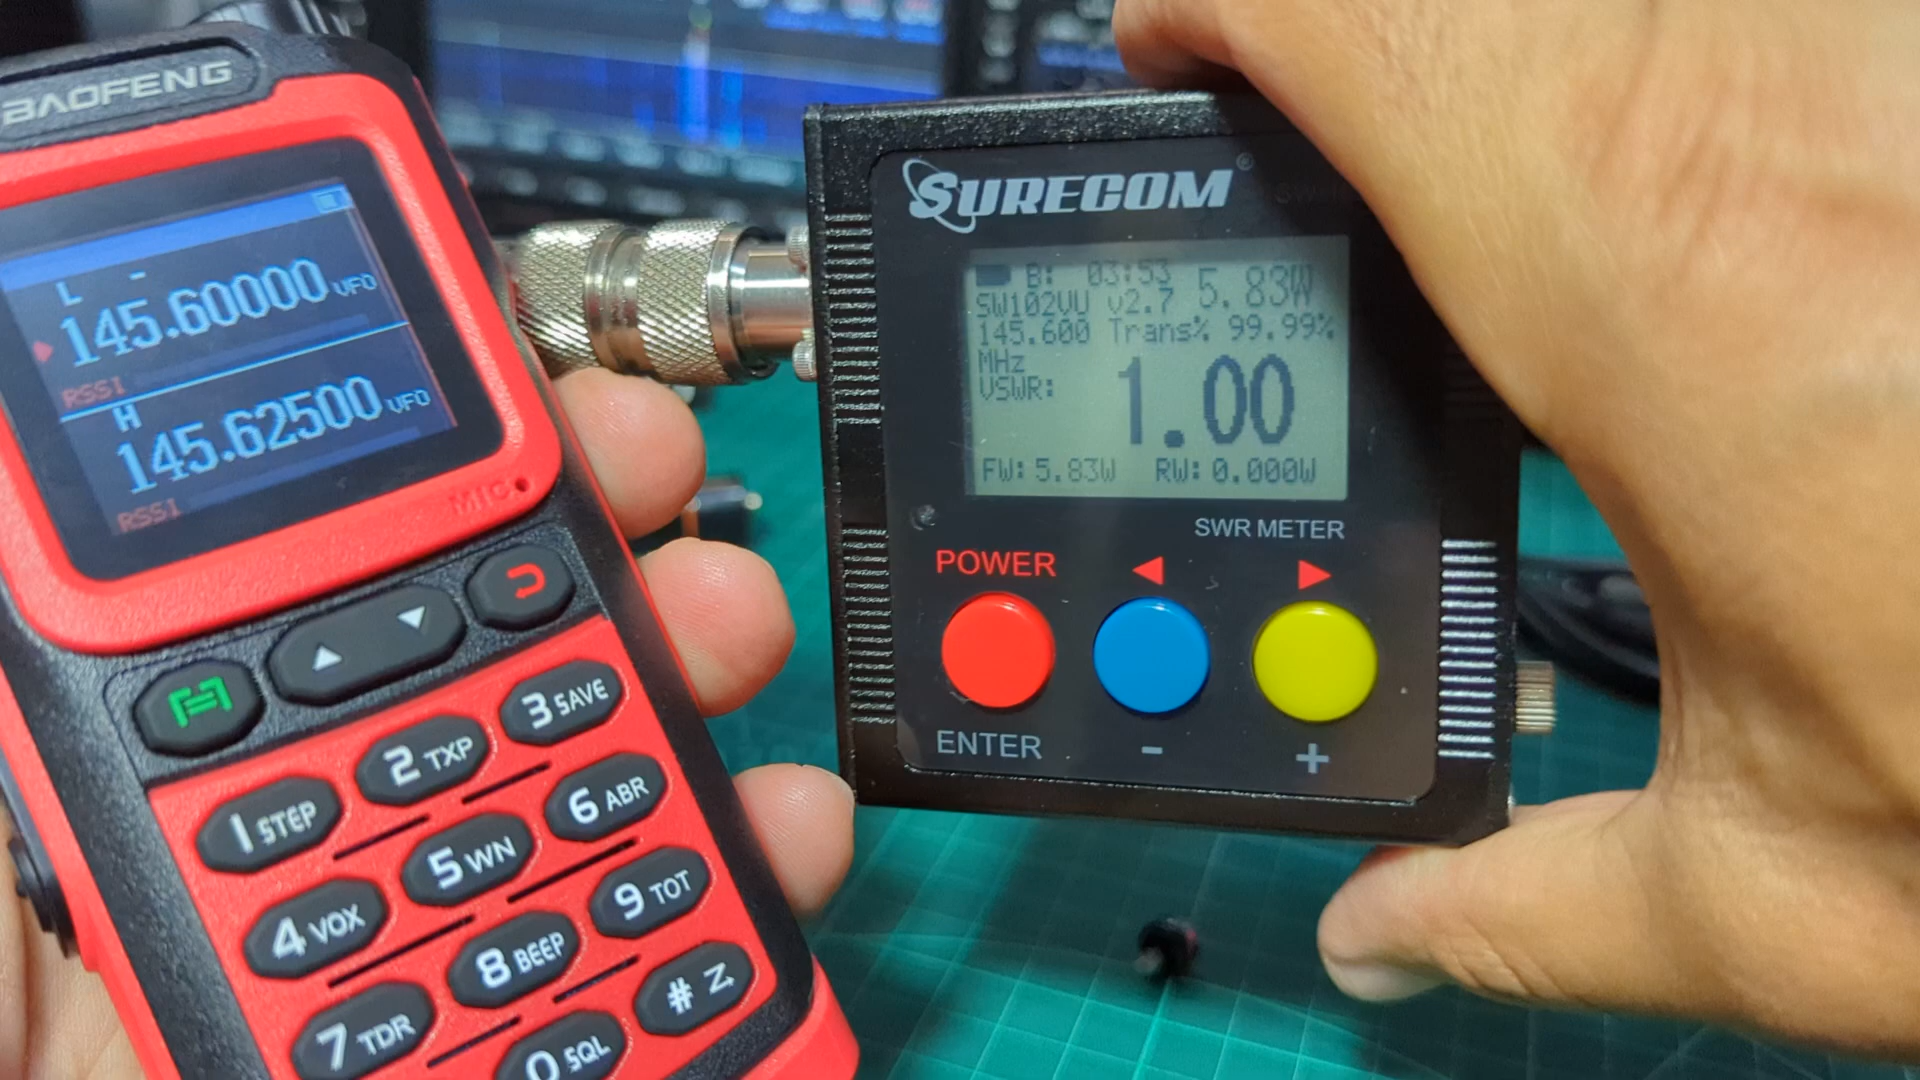 BAOFENG
L -
145.60000 VFO
RSSI
H
145.62500 VFO
RSSI
MIC
1 STEP
2 TXP
3 SAVE
4 VOX
5 WN
6 ABR
7 TDR
8 BEEP
9 TOT
0 SQL
#
SURECOM®
B: 03:53 5.83W
SW102VU v2.7
145.600 Trans% 99.99%
MHz
VSWR: 1.00
FW: 5.83W RW: 0.000W
SWR METER
POWER
ENTER - +